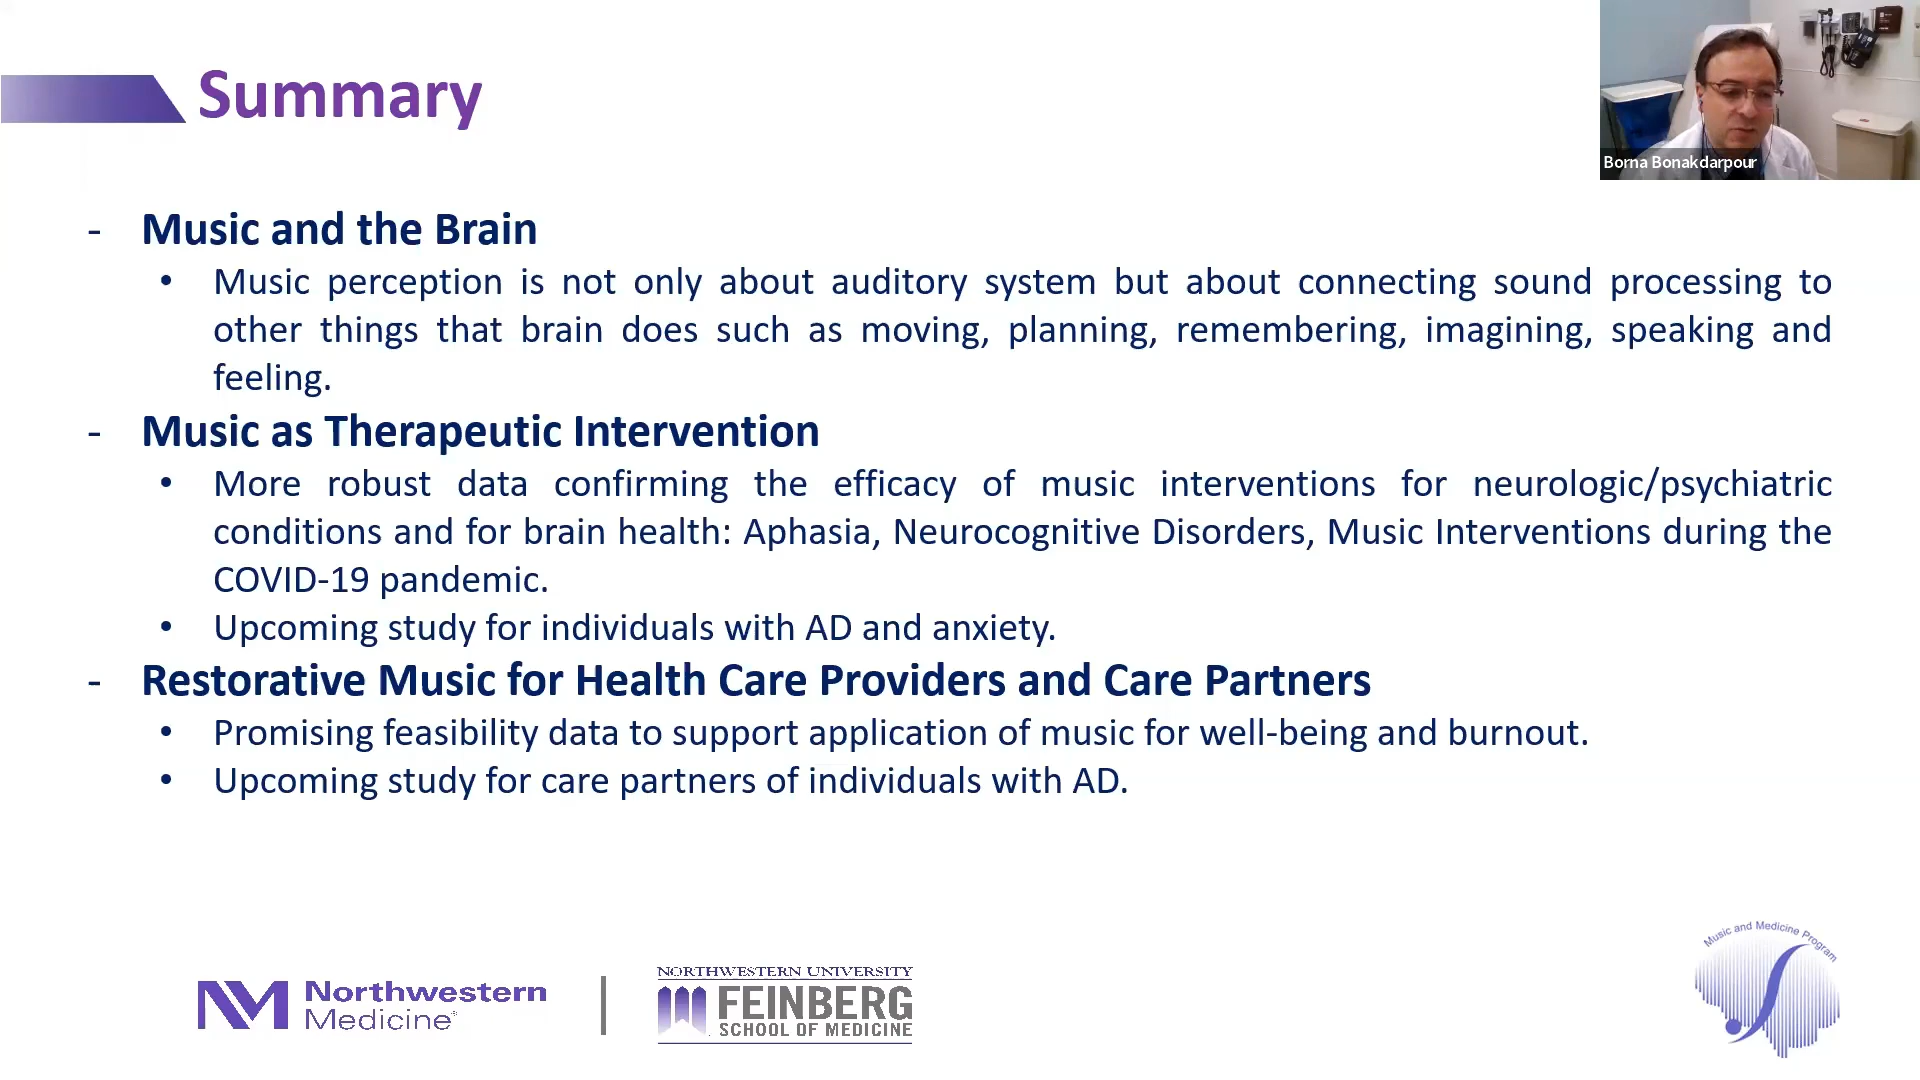 Summary
Borna Bonakdarpour
- Music and the Brain
• Music perception is not only about auditory system but about connecting sound processing to
other things that brain does such as moving, planning, remembering, imagining, speaking and
feeling.
- Music as Therapeutic Intervention
• More robust data confirming the efficacy of music interventions for neurologic/psychiatric
conditions and for brain health: Aphasia, Neurocognitive Disorders, Music Interventions during the
COVID-19 pandemic.
• Upcoming study for individuals with AD and anxiety.
- Restorative Music for Health Care Providers and Care Partners
• Promising feasibility data to support application of music for well-being and burnout.
• Upcoming study for care partners of individuals with AD.
Music and Medicine Program
NM Northwestern
Medicine®
NORTHWESTERN UNIVERSITY
FEINBERG
SCHOOL OF MEDICINE